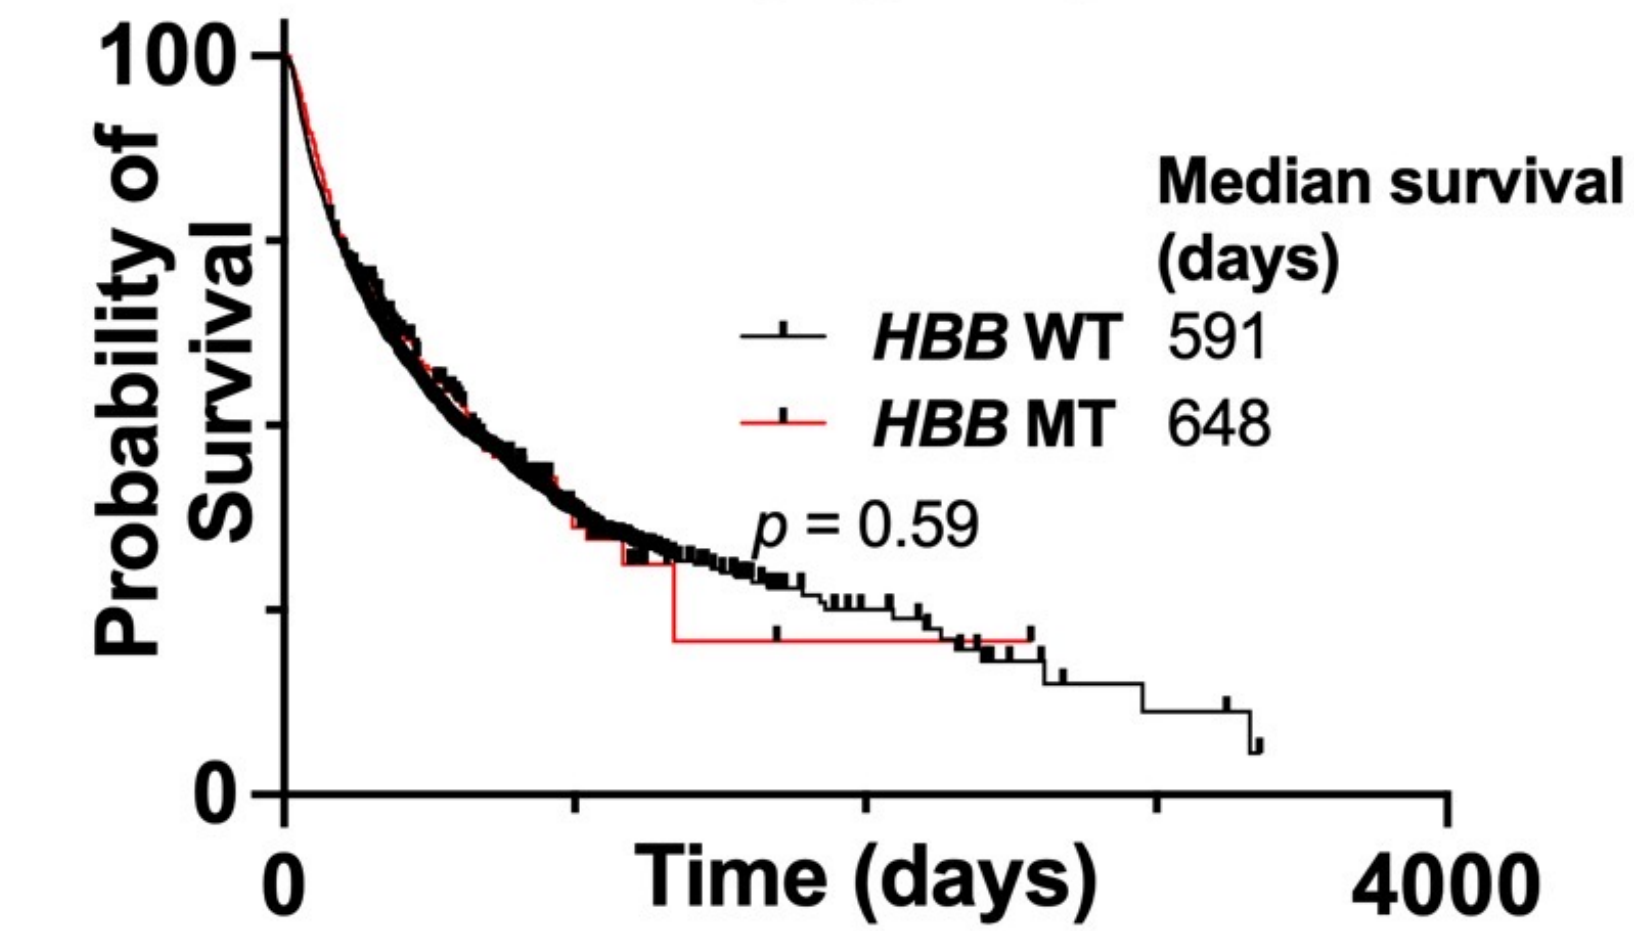 100
Probability of
Survival
0
Median survival
(days)
HBB WT 591
HBB MT 648
p = 0.59
0
Time (days)
4000